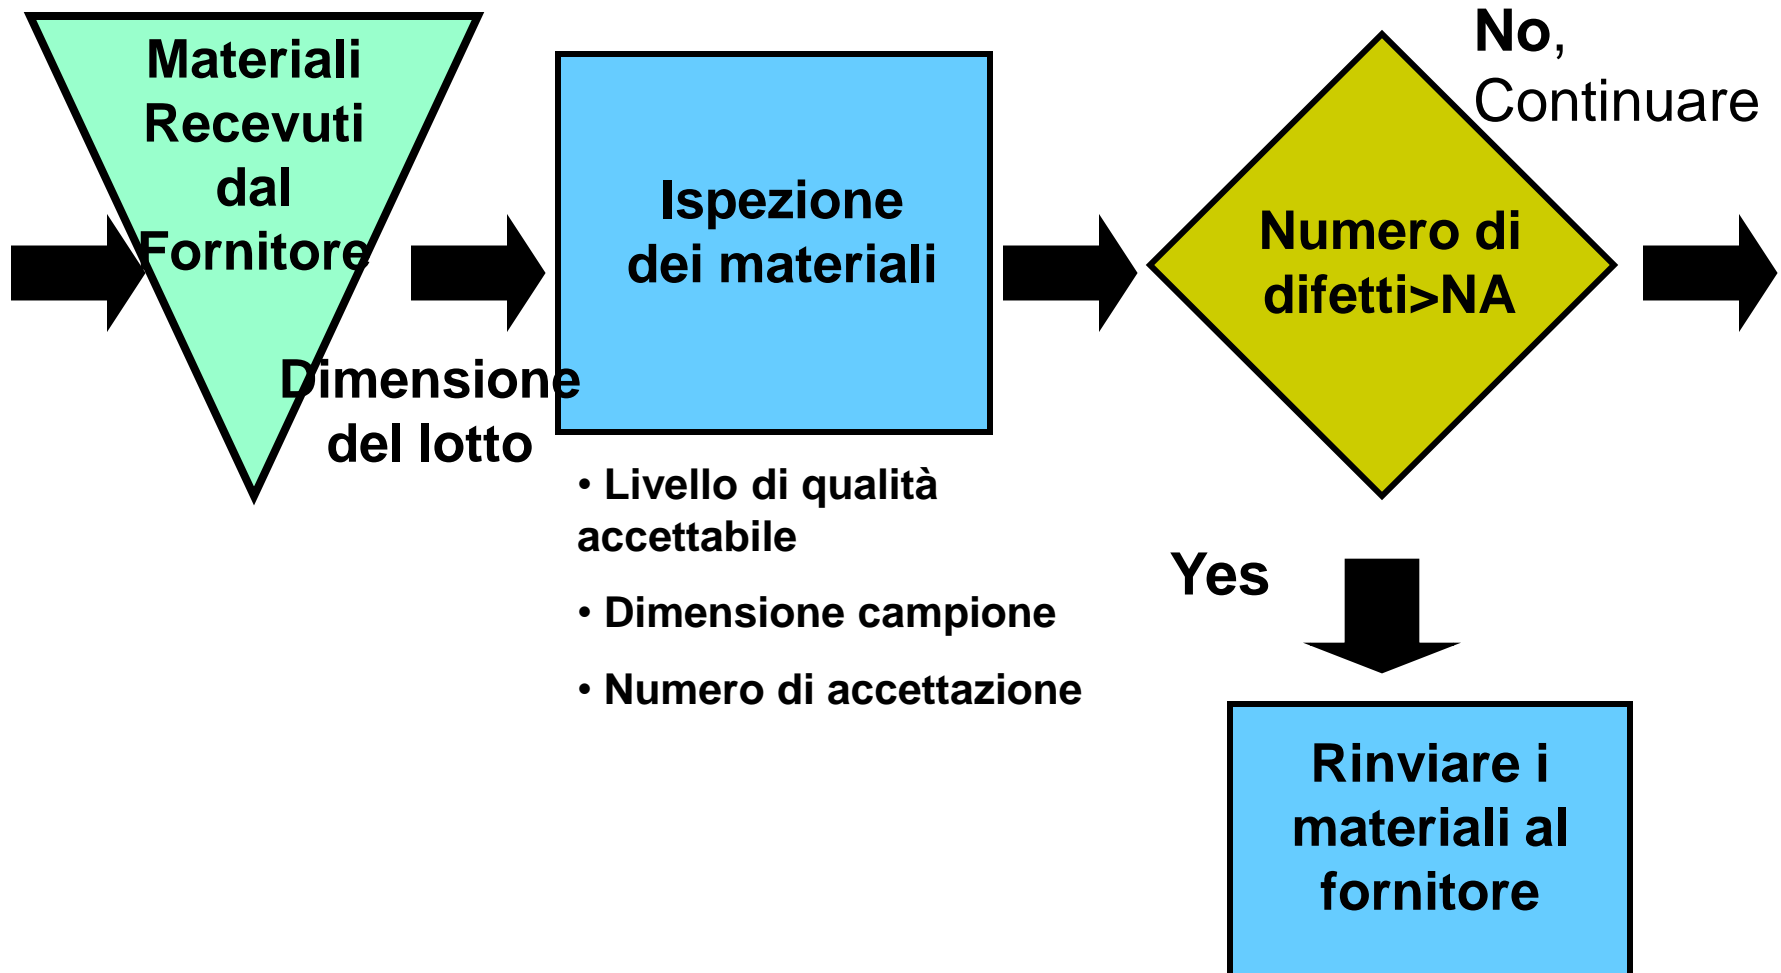 Materiali
Recevuti
dal
Fornitore
Dimensione
del lotto
Ispezione
dei materiali
• Livello di qualità
accettabile
• Dimensione campione
• Numero di accettazione
Numero di
difetti>NA
No,
Continuare
Yes
Rinviare i
materiali al
fornitore